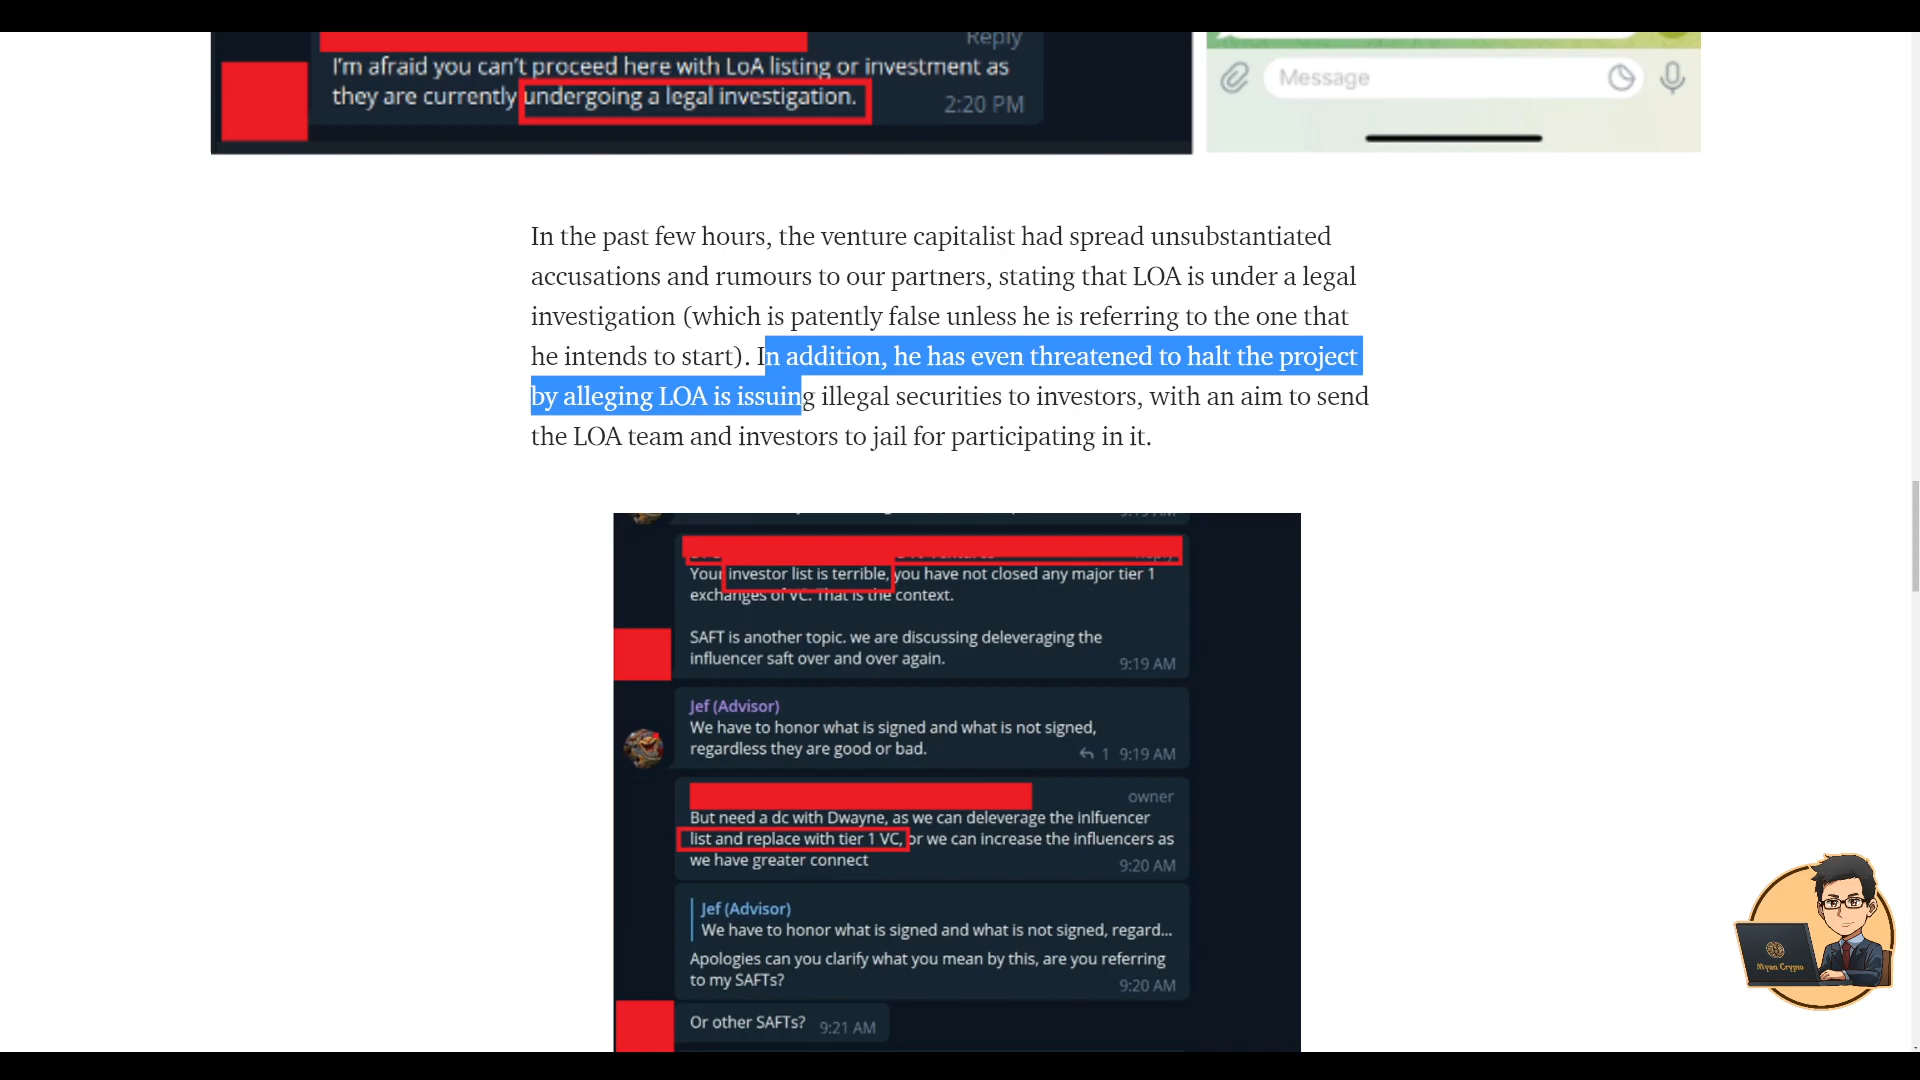 Reply
I'm afraid you can't proceed here with LoA listing or investment as
they are currently undergoing a legal investigation.
2:20 PM
Message
In the past few hours, the venture capitalist had spread unsubstantiated
accusations and rumours to our partners, stating that LOA is under a legal
investigation (which is patently false unless he is referring to the one that
he intends to start). In addition, he has even threatened to halt the project
by alleging LOA is issuing illegal securities to investors, with an aim to send
the LOA team and investors to jail for participating in it.
Your investor list is terrible, you have not closed any major tier 1
exchanges of VC. That is the context.
SAFT is another topic. we are discussing deleveraging the
influencer saft over and over again.
9:19 AM
Jef (Advisor)
We have to honor what is signed and what is not signed,
regardless they are good or bad.
1 9:19 AM
owner
But need a dc with Dwayne, as we can deleverage the inlfuencer
list and replace with tier 1 VC, or we can increase the influencers as
we have greater connect
9:20 AM
Jef (Advisor)
We have to honor what is signed and what is not signed, regard...
Apologies can you clarify what you mean by this, are you referring
to my SAFTs?
9:20 AM
Or other SAFTs? 9:21 AM
Myan Crypto